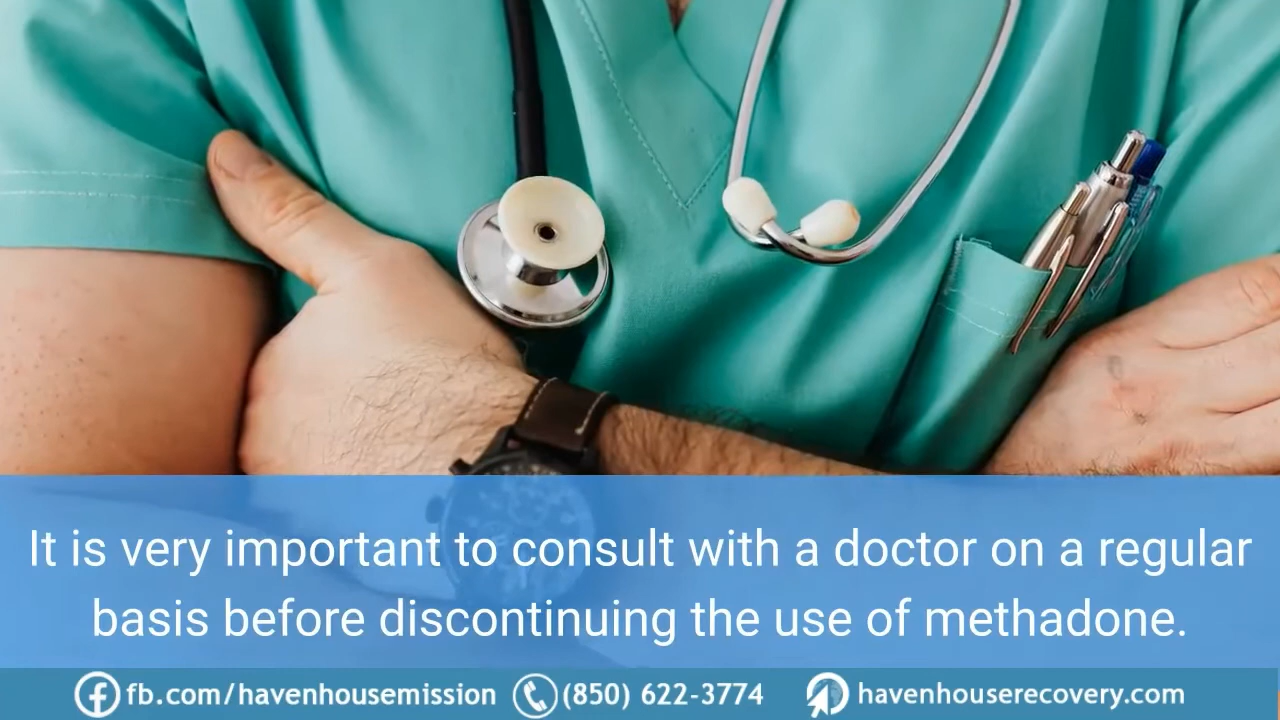 It is very important to consult with a doctor on a regular
basis before discontinuing the use of methadone.
fb.com/havenhousemission (850) 622-3774 havenhouserecovery.com